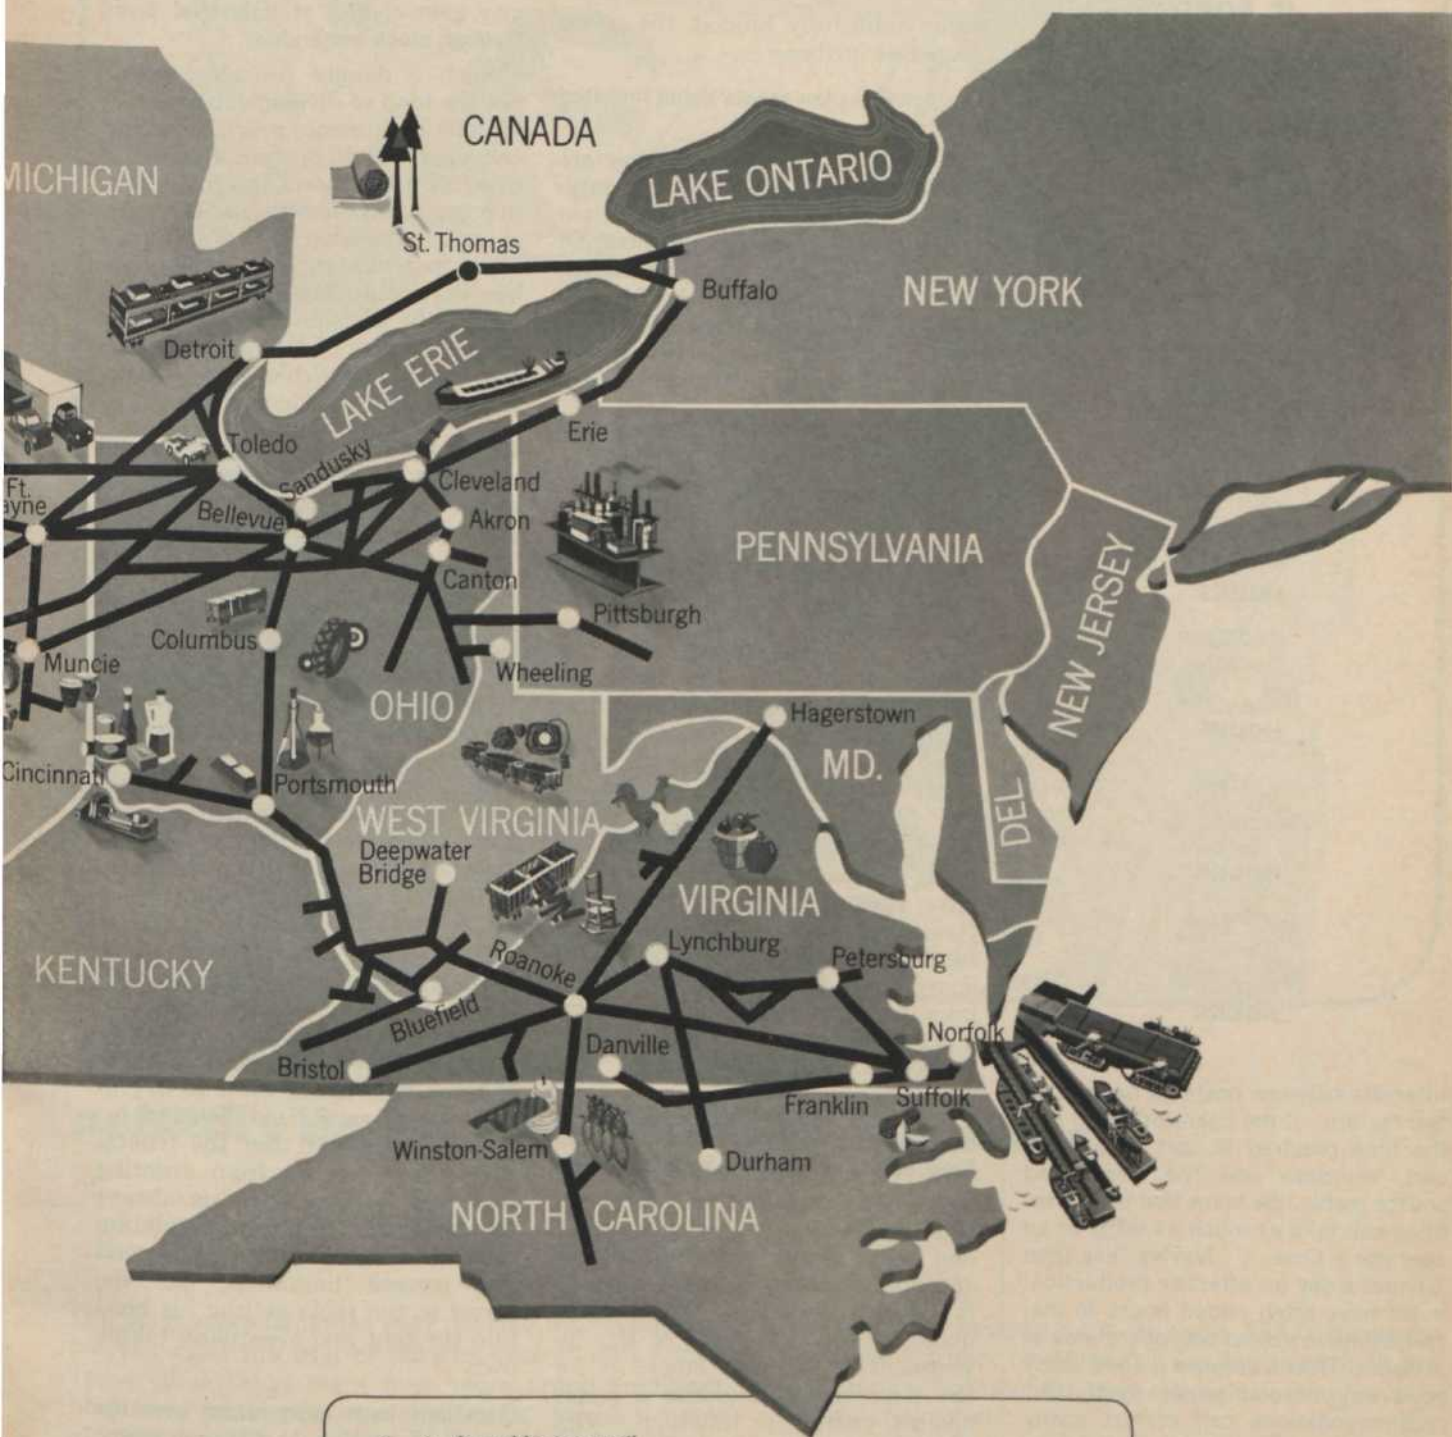 CANADA
MICHIGAN
LAKE ONTARIO
St. Thomas
Buffalo
NEW YORK
Detroit
LAKE ERIE
Erie
Toledo
Sandusky
Cleveland
Ft.
ayne
Bellevue
Akron
PENNSYLVANIA
NEW JERSEY
Canton
Pittsburgh
Columbus
Muncie
Wheeling
OHIO
Hagerstown
MD.
Cincinnati
Portsmouth
DEL
WEST VIRGINIA
Deepwater
Bridge
VIRGINIA
Lynchburg
Roanoke
Petersburg
KENTUCKY
Bluefield
Norfolk
Danville
Bristol
Franklin
Suffolk
Winston-Salem
Durham
NORTH CAROLINA